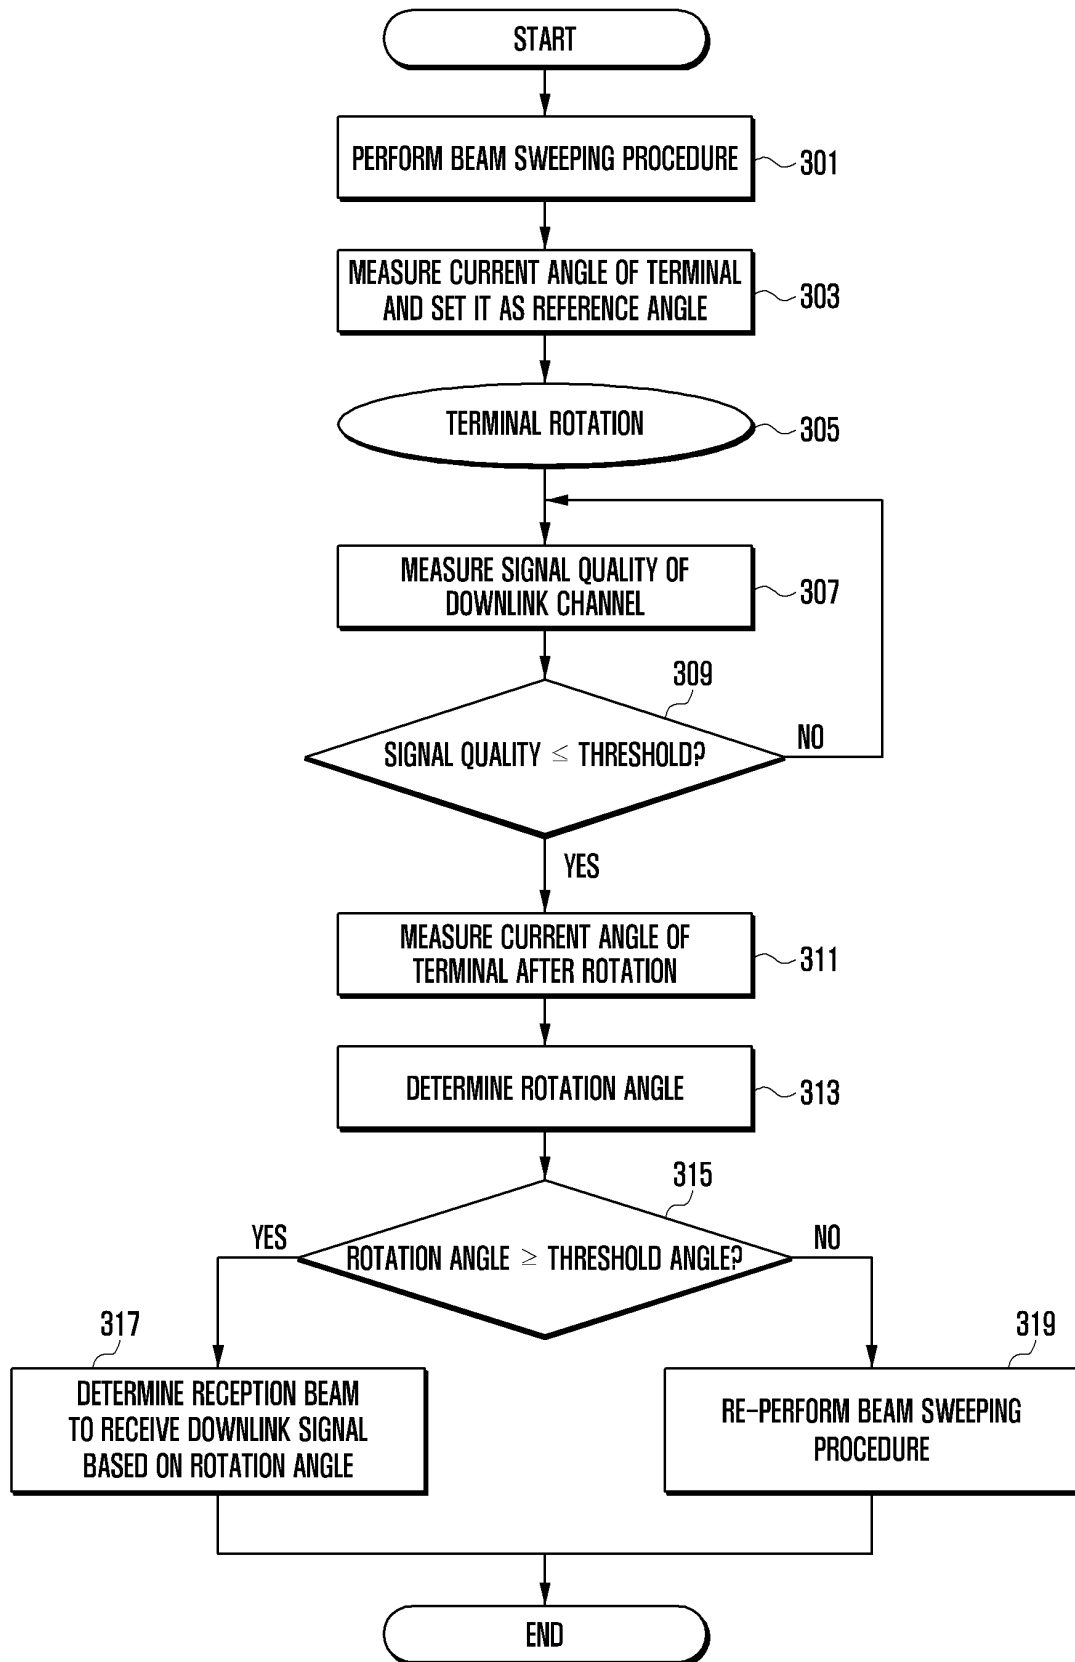 START
PERFORM BEAM SWEEPING PROCEDURE
301
MEASURE CURRENT ANGLE OF TERMINAL
AND SET IT AS REFERENCE ANGLE
303
TERMINAL ROTATION
305
MEASURE SIGNAL QUALITY OF
DOWNLINK CHANNEL
307
309
SIGNAL QUALITY ≤ THRESHOLD?
NO
YES
MEASURE CURRENT ANGLE OF
TERMINAL AFTER ROTATION
311
DETERMINE ROTATION ANGLE
313
315
YES
ROTATION ANGLE ≥ THRESHOLD ANGLE?
NO
317
DETERMINE RECEPTION BEAM
TO RECEIVE DOWNLINK SIGNAL
BASED ON ROTATION ANGLE
319
RE-PERFORM BEAM SWEEPING
PROCEDURE
END